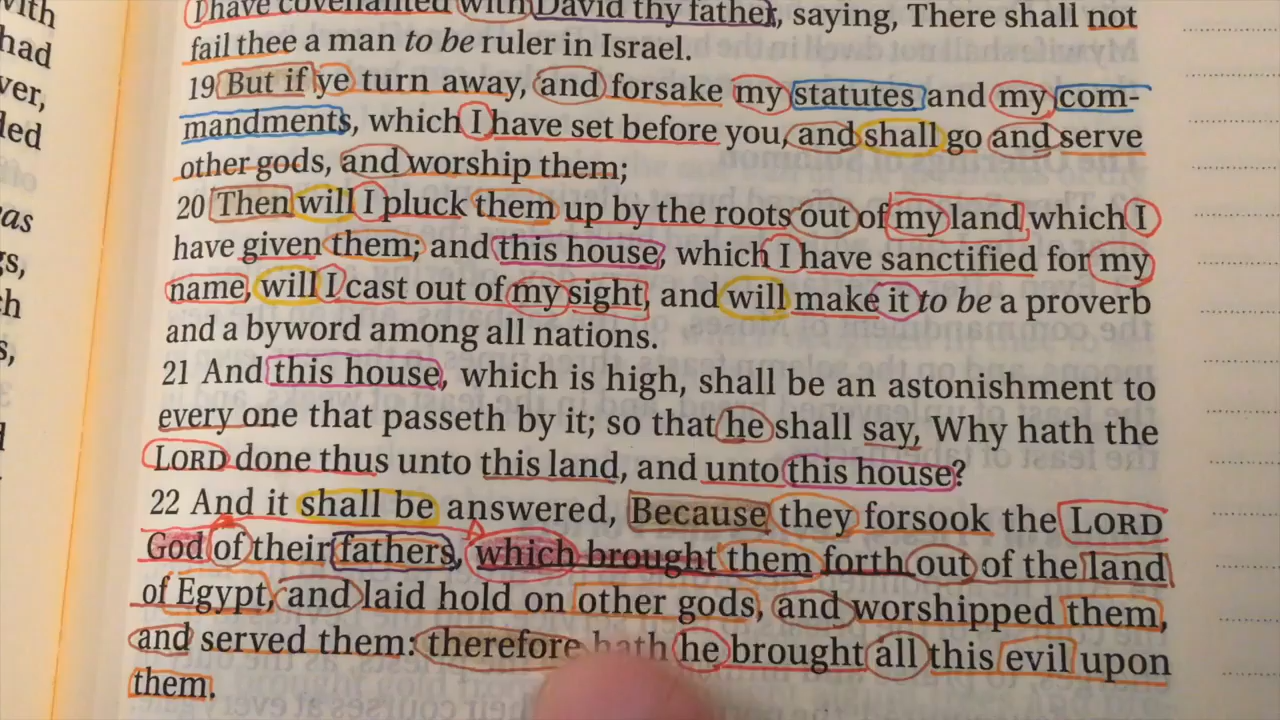 with
had
ver,
led
as
s,
ch
s,
I have covenanted with David thy father, saying, There shall not
fail thee a man to be ruler in Israel.
19 But if ye turn away, and forsake my statutes and my com-
mandments, which I have set before you, and shall go and serve
other gods, and worship them;
20 Then will I pluck them up by the roots out of my land which I
have given them; and this house, which I have sanctified for my
name, will I cast out of my sight, and will make it to be a proverb
and a byword among all nations.
21 And this house, which is high, shall be an astonishment to
every one that passeth by it; so that he shall say, Why hath the
LORD done thus unto this land, and unto this house?
22 And it shall be answered, Because they forsook the LORD
God of their fathers, which brought them forth out of the land
of Egypt, and laid hold on other gods, and worshipped them,
and served them: therefore hath he brought all this evil upon
them.